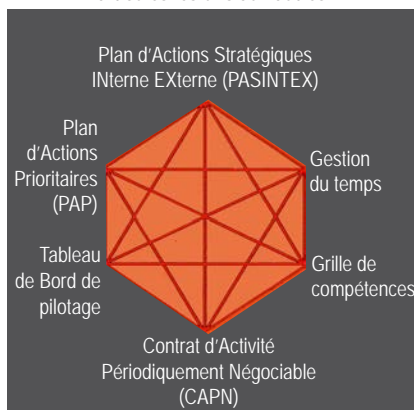 Plan d'Actions Stratégiques
INterne EXterne (PASINTEX)
Plan
d'Actions
Prioritaires
(PAP)
Gestion
du temps
Tableau
de Bord de
pilotage
Grille de
compétences
Contrat d'Activité
Périodiquement Négociable
(CAPN)